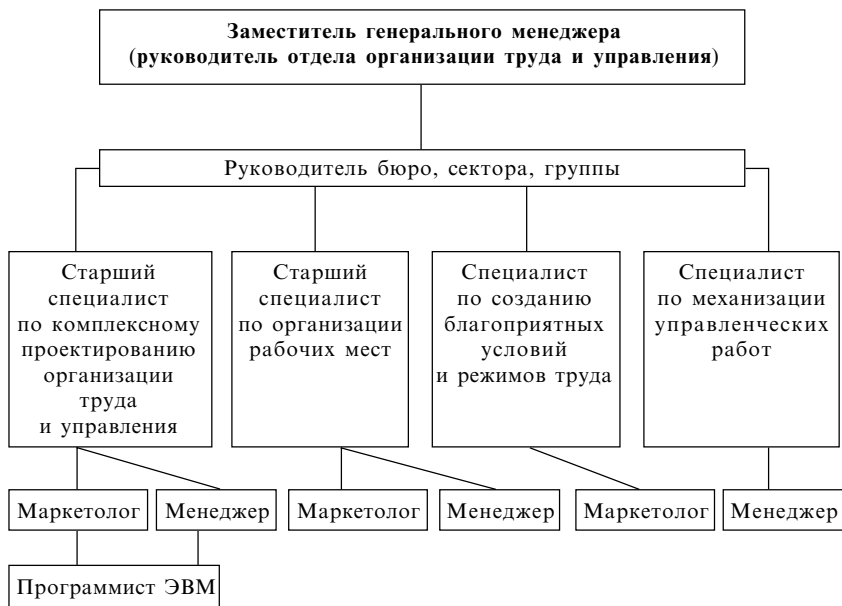 Заместитель генерального менеджера
(руководитель отдела организации труда и управления)
Руководитель бюро, сектора, группы
Старший
специалист
по комплексному
проектированию
организации
труда
и управления
Старший
специалист
по организации
рабочих мест
Специалист
по созданию
благоприятных
условий
и режимов труда
Специалист
по механизации
управленческих
работ
Маркетолог
Менеджер
Маркетолог
Менеджер
Маркетолог
Менеджер
Программист ЭВМ